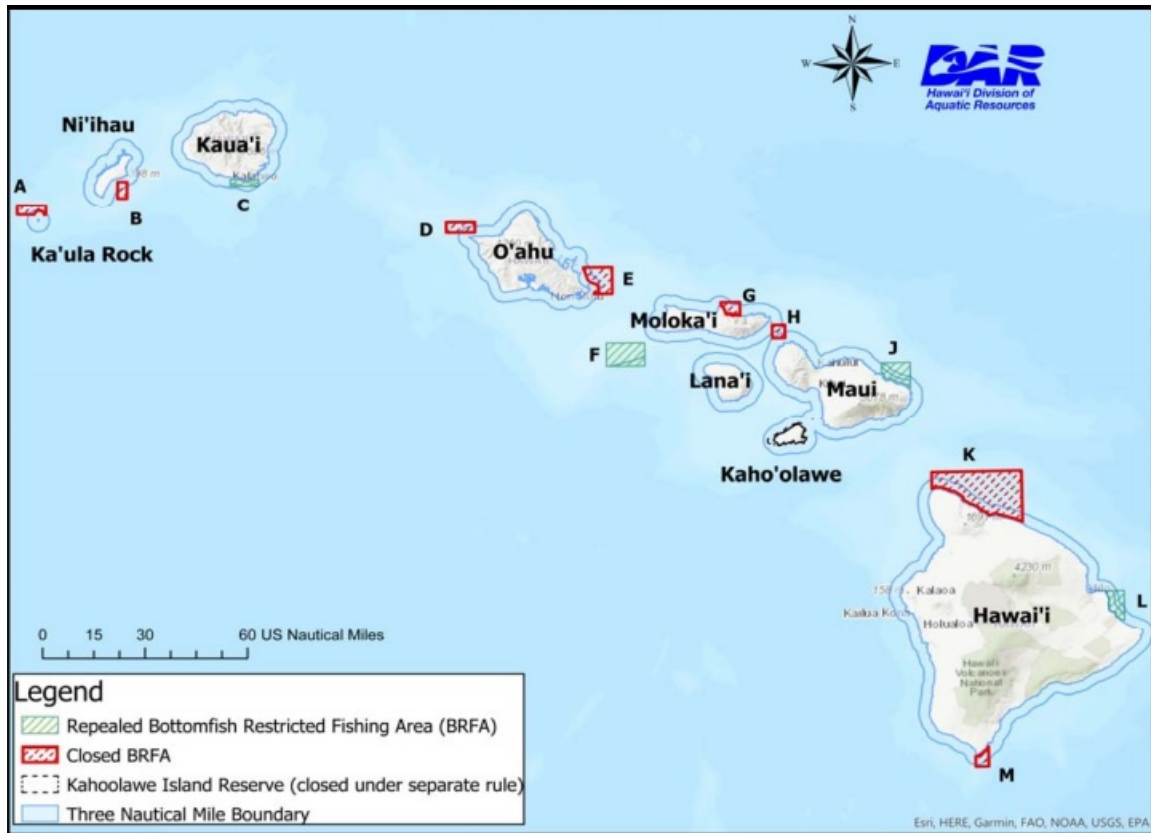 N
W
E
S
DAR
Hawai'i Division of
Aquatic Resources
Ni'ihau
Kaua'i
A
B
C
Ka'ula Rock
D
O'ahu
E
G
Moloka'i
H
F
J
Lana'i
Maui
Kaho'olawe
K
4230 m
Kalaoa
Kailua Kona
Holualoa
Hawai'i
L
Hawai'i
Volcanoes
National
Park
M
0 15 30 60 US Nautical Miles
Legend
Repealed Bottomfish Restricted Fishing Area (BRFA)
Closed BRFA
Kahoolawe Island Reserve (closed under separate rule)
Three Nautical Mile Boundary
Esri, HERE, Garmin, FAO, NOAA, USGS, EPA